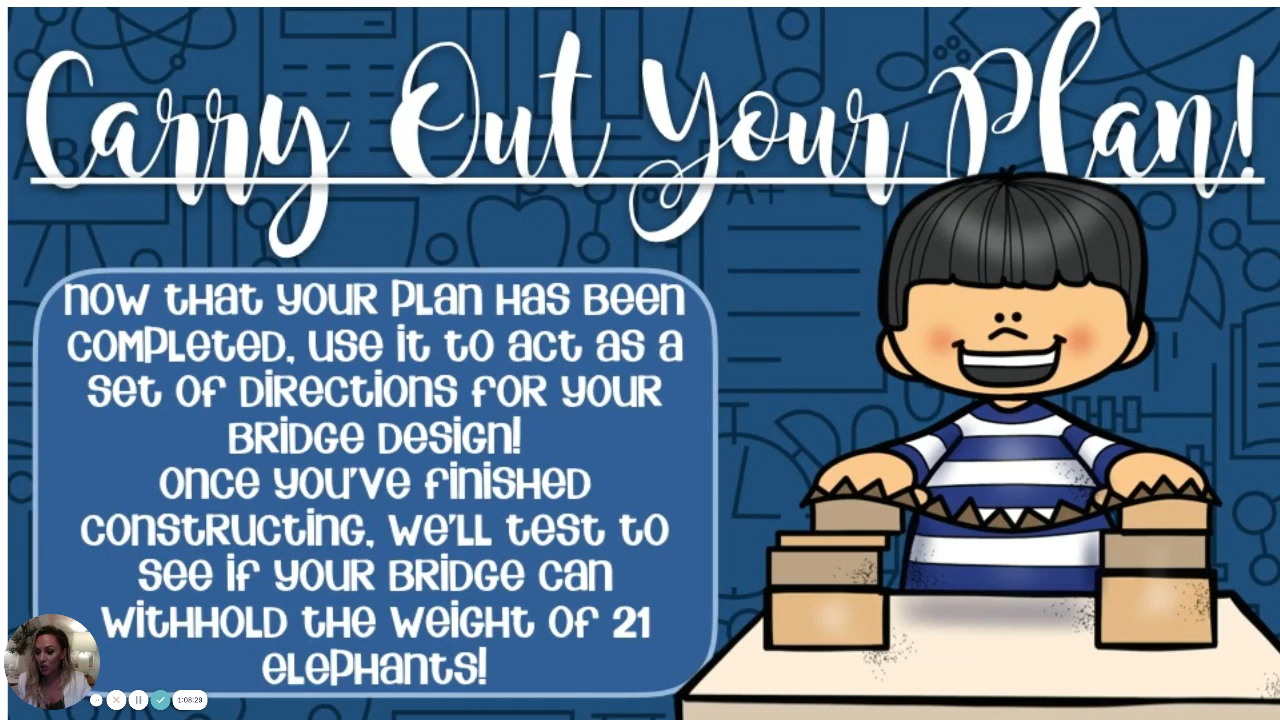 Carry Out Your Plan!
ABC
A+
NOW THAT YOUR PLAN HAS BEEN
COMPLETED, USE IT TO ACT AS A
SET OF DIRECTIONS FOR YOUR
BRIDGE DESIGN!
ONCE YOU'VE FINISHED
CONSTRUCTING, WE'LL TEST TO
SEE IF YOUR BRIDGE CAN
WITHHOLD THE WEIGHT OF 21
ELEPHANTS!
1:08:29